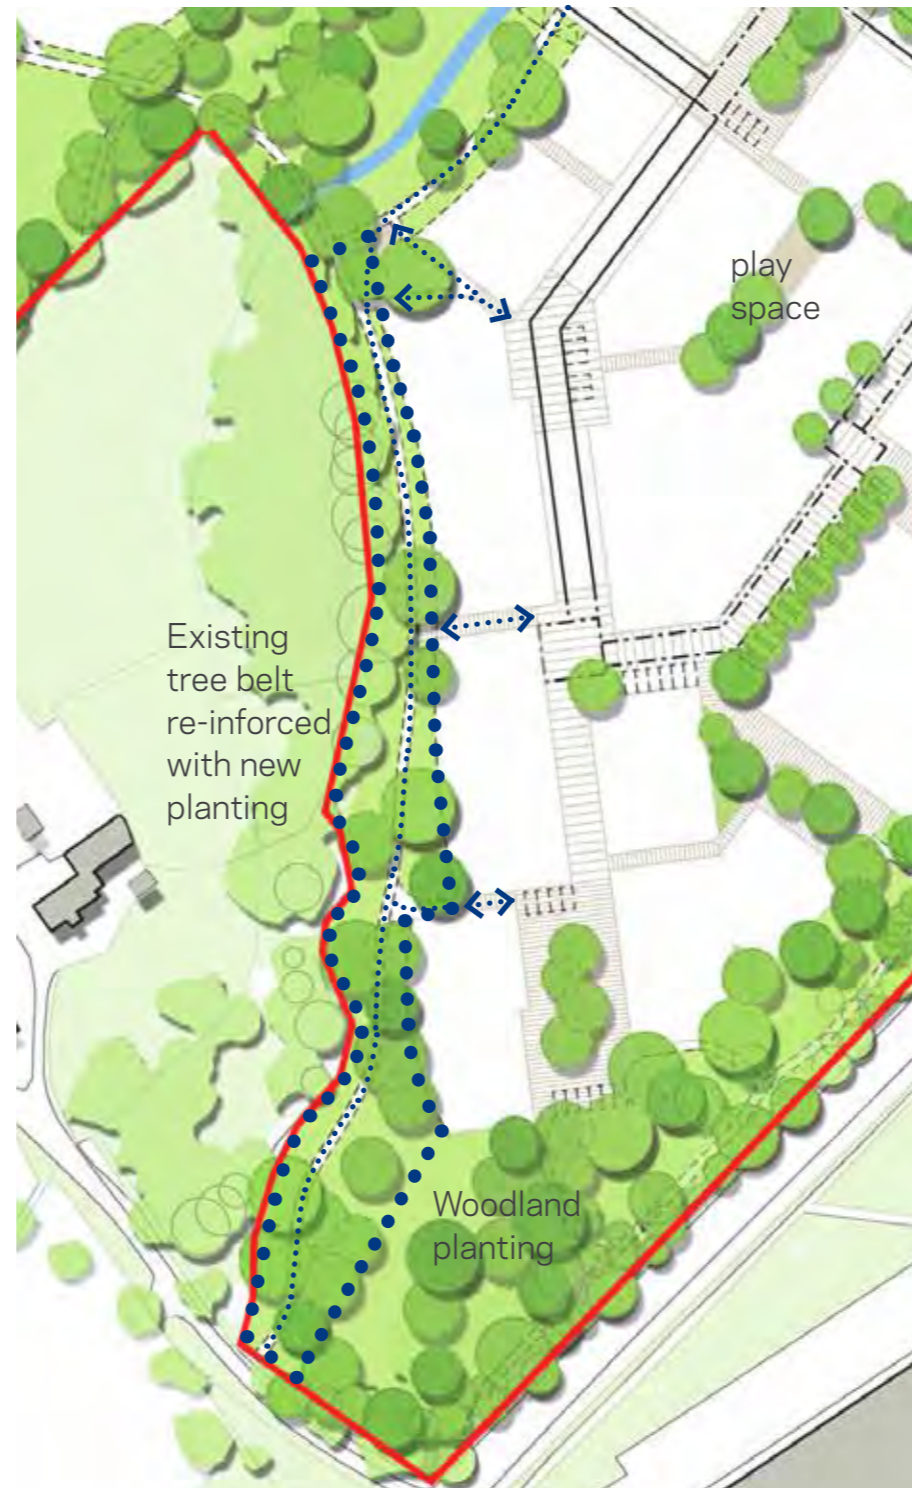 play
space
Existing
tree belt
re-inforced
with new
planting
Woodland
planting